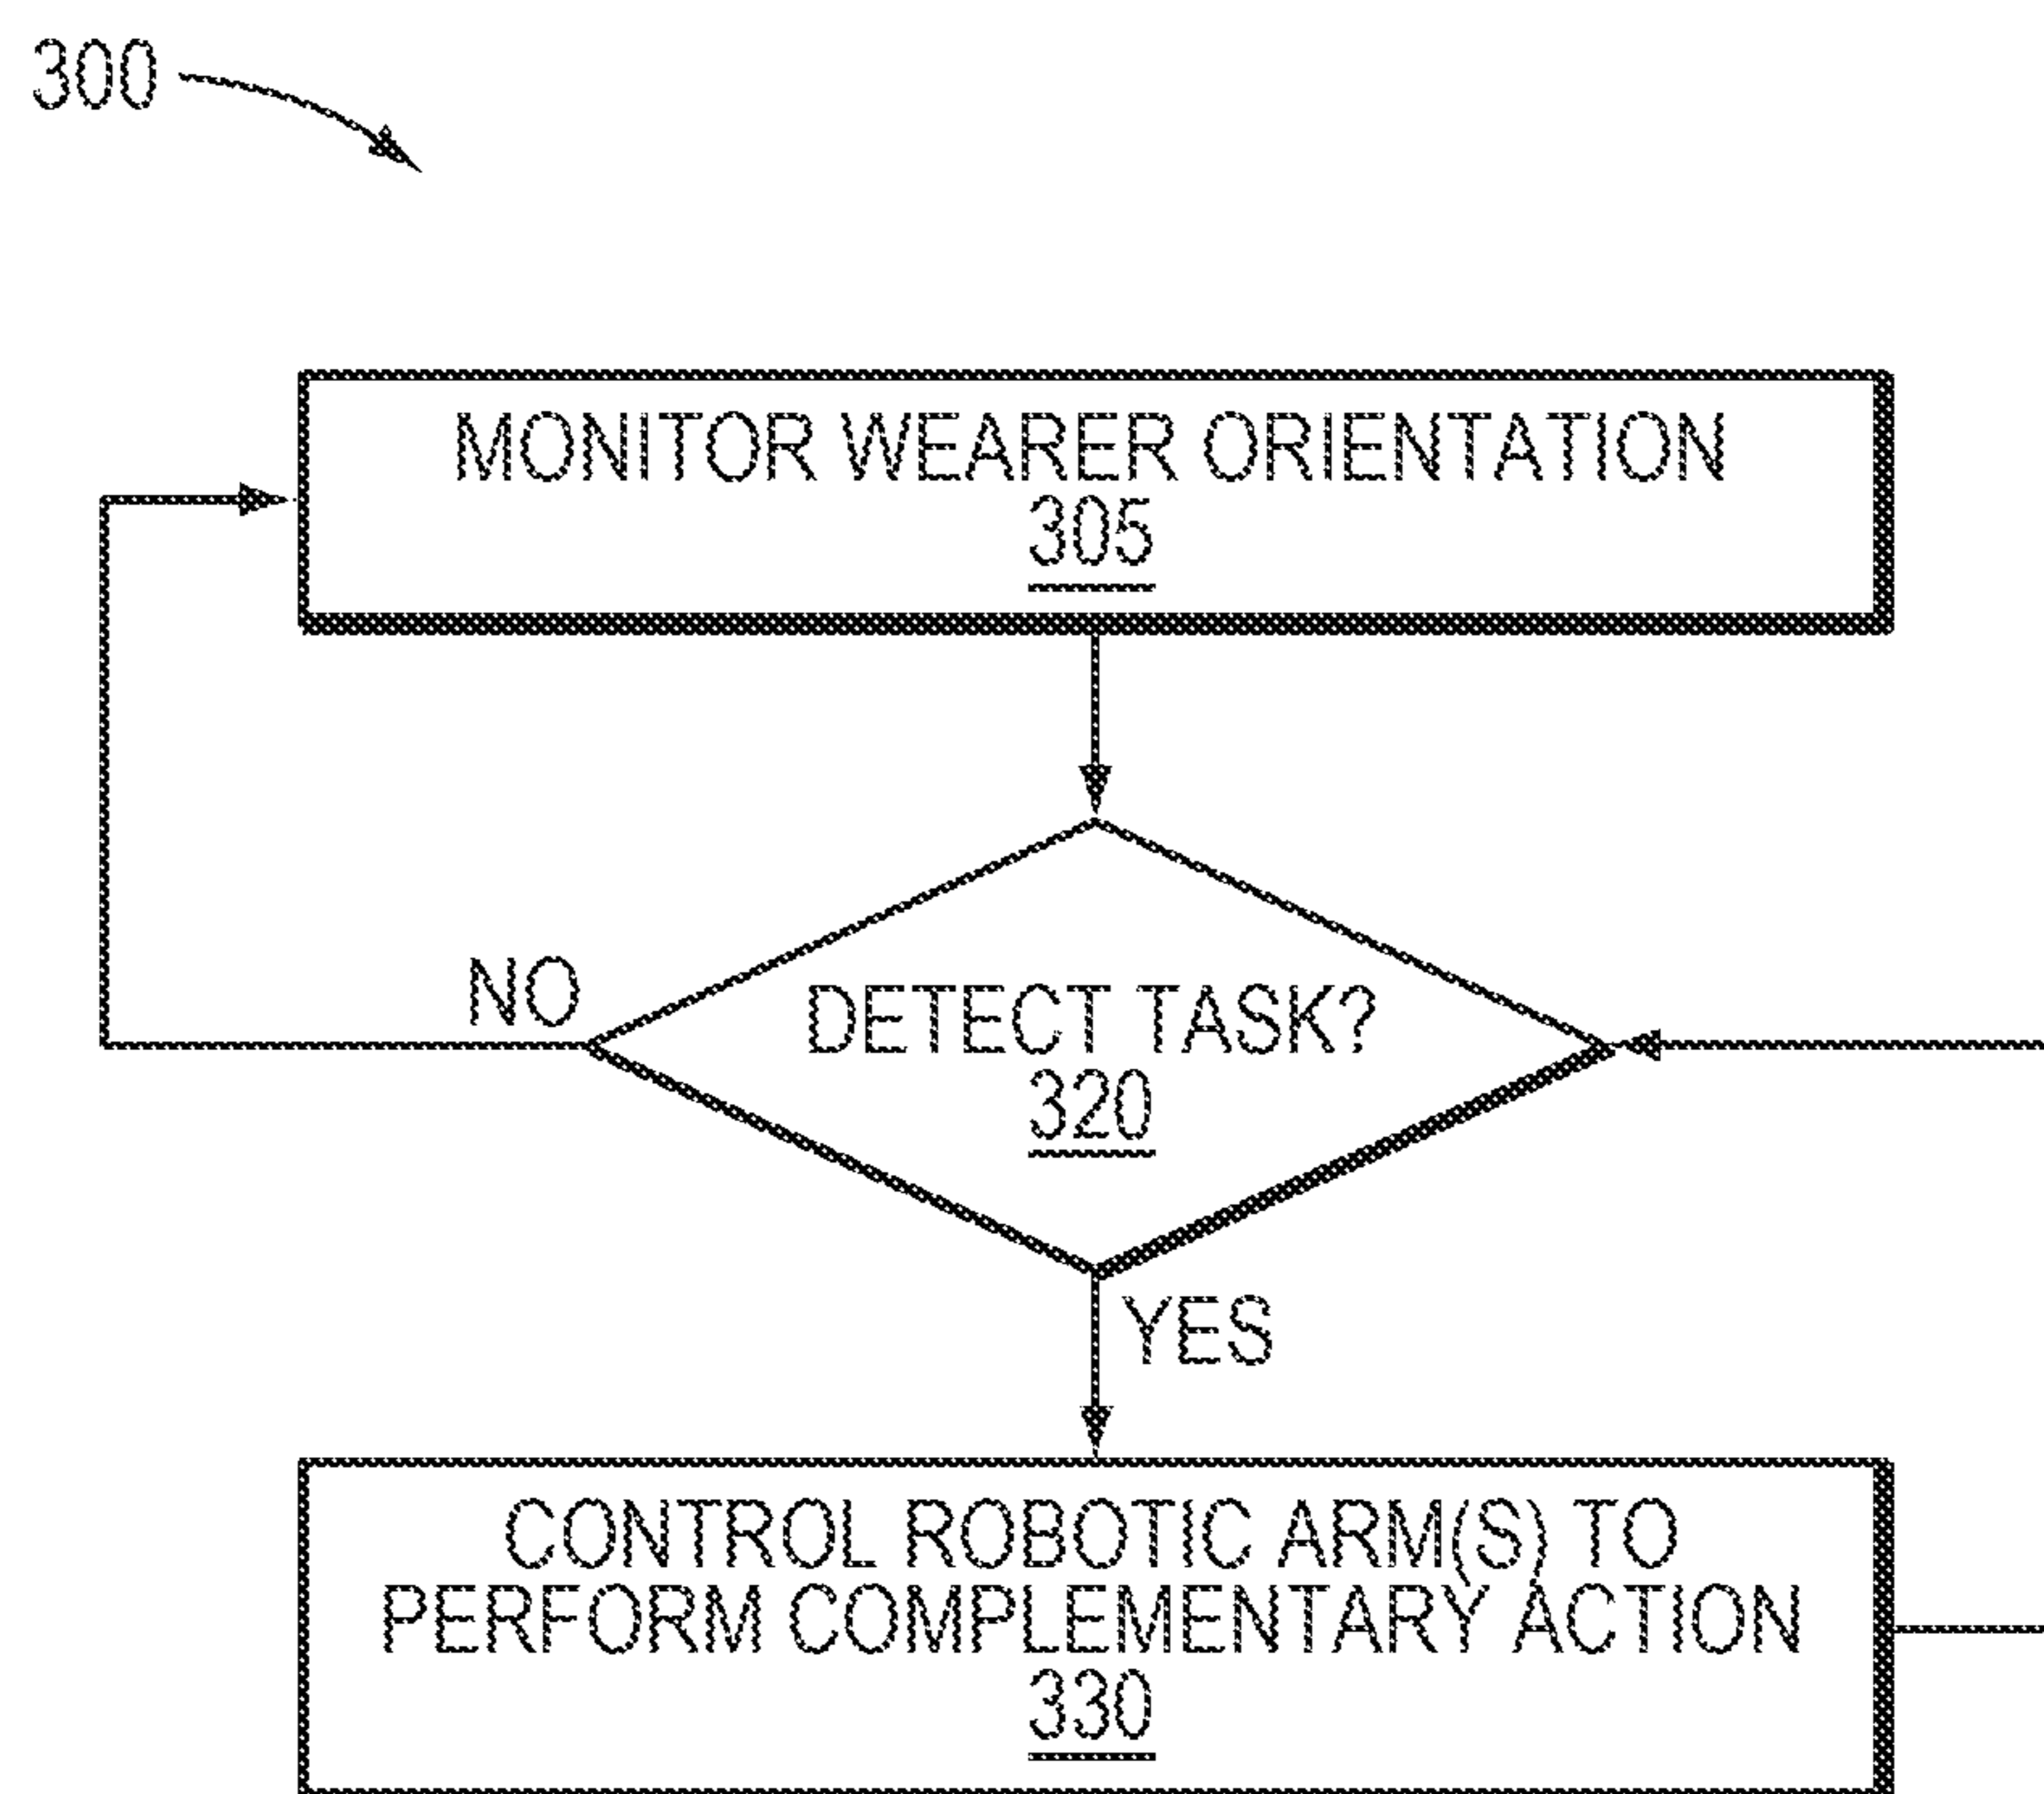 300
MONITOR WEARER ORIENTATION
305
NO
DETECT TASK?
320
YES
CONTROL ROBOTIC ARM(S) TO
PERFORM COMPLEMENTARY ACTION
330